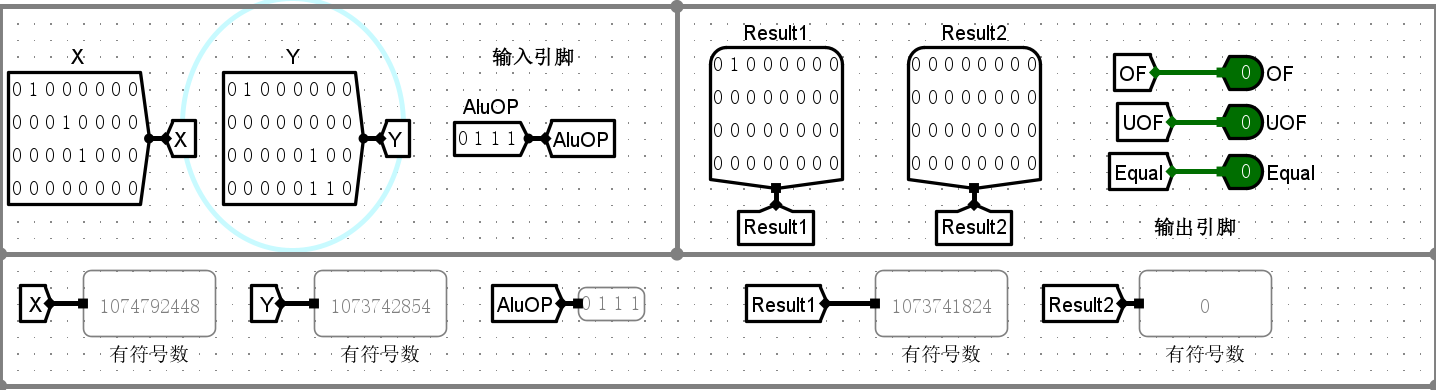 X
0 1 0 0 0 0 0 0
0 0 0 1 0 0 0 0
0 0 0 0 1 0 0 0
0 0 0 0 0 0 0 0
X
Y
0 1 0 0 0 0 0 0
0 0 0 0 0 0 0 0
0 0 0 0 0 1 0 0
0 0 0 0 0 1 1 0
Y
输入引脚
AluOP
0 1 1 1
AluOP
Result1
0 1 0 0 0 0 0 0
0 0 0 0 0 0 0 0
0 0 0 0 0 0 0 0
0 0 0 0 0 0 0 0
Result1
Result2
0 0 0 0 0 0 0 0
0 0 0 0 0 0 0 0
0 0 0 0 0 0 0 0
0 0 0 0 0 0 0 0
Result2
OF 0 OF
UOF 0 UOF
Equal 0 Equal
输出引脚
X 1074792448
有符号数
Y 1073742854
有符号数
AluOP 0 1 1 1
Result1 1073741824
有符号数
Result2 0
有符号数